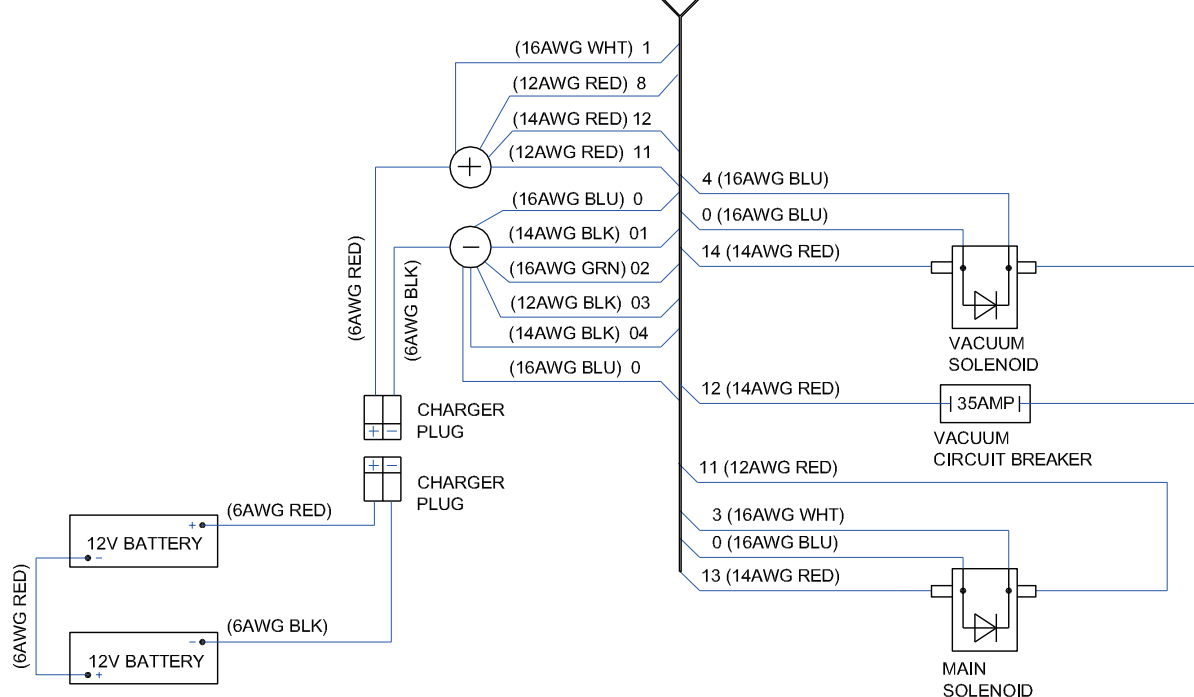 (16AWG WHT) 1
(12AWG RED) 8
(14AWG RED) 12
(12AWG RED) 11
+
(16AWG BLU) 0
(14AWG BLK) 01
(16AWG GRN) 02
(12AWG BLK) 03
(14AWG BLK) 04
(16AWG BLU) 0
−
(6AWG RED)
(6AWG BLK)
4 (16AWG BLU)
0 (16AWG BLU)
14 (14AWG RED)
VACUUM
SOLENOID
12 (14AWG RED)
35AMP
VACUUM
CIRCUIT BREAKER
11 (12AWG RED)
3 (16AWG WHT)
0 (16AWG BLU)
13 (14AWG RED)
MAIN
SOLENOID
+ −
CHARGER
PLUG
+ −
CHARGER
PLUG
(6AWG RED)
+
12V BATTERY
-
(6AWG RED)
(6AWG BLK)
−
12V BATTERY
+